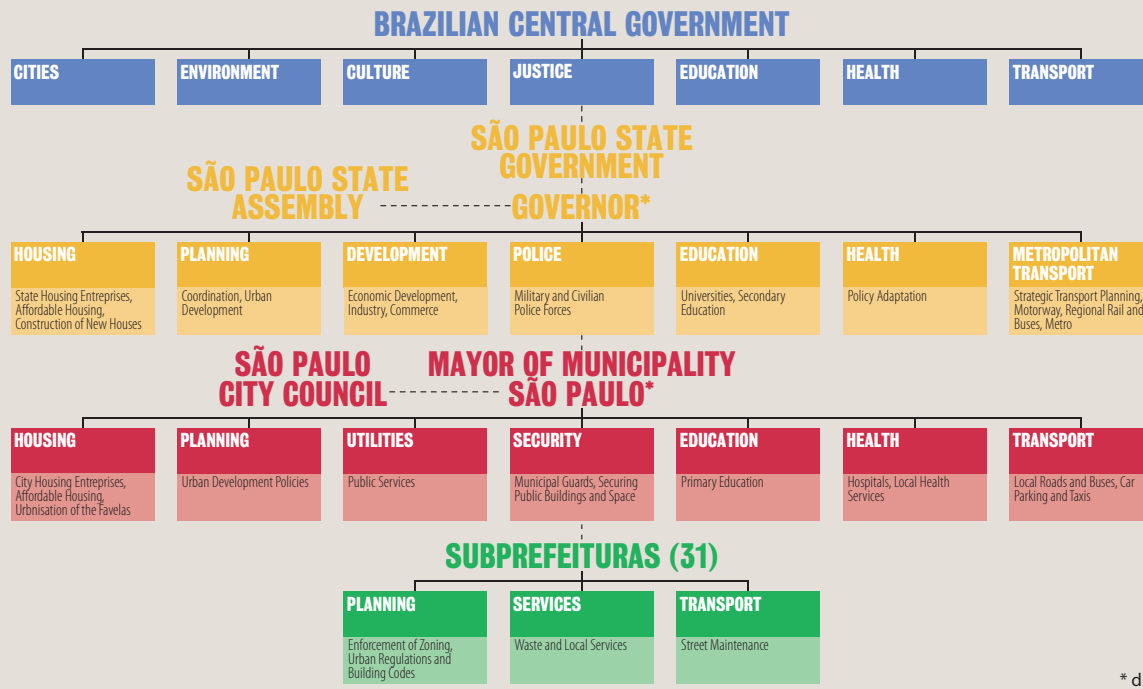 BRAZILIAN CENTRAL GOVERNMENT
CITIES
ENVIRONMENT
CULTURE
JUSTICE
EDUCATION
HEALTH
TRANSPORT
SÃO PAULO STATE
GOVERNMENT
SÃO PAULO STATE
ASSEMBLY
GOVERNOR*
HOUSING
State Housing Entreprises,
Affordable Housing,
Construction of New Houses
PLANNING
Coordination, Urban
Development
DEVELOPMENT
Economic Development,
Industry, Commerce
POLICE
Military and Civilian
Police Forces
EDUCATION
Universities, Secondary
Education
HEALTH
Policy Adaptation
METROPOLITAN
TRANSPORT
Strategic Transport Planning,
Motorway, Regional Rail and
Buses, Metro
SÃO PAULO
CITY COUNCIL
MAYOR OF MUNICIPALITY
SÃO PAULO*
HOUSING
City Housing Entreprises,
Affordable Housing,
Urbnisation of the Favelas
PLANNING
Urban Development Policies
UTILITIES
Public Services
SECURITY
Municipal Guards, Securing
Public Buildings and Space
EDUCATION
Primary Education
HEALTH
Hospitals, Local Health
Services
TRANSPORT
Local Roads and Buses, Car
Parking and Taxis
SUBPREFEITURAS (31)
PLANNING
Enforcement of Zoning,
Urban Regulations and
Building Codes
SERVICES
Waste and Local Services
TRANSPORT
Street Maintenance
* d